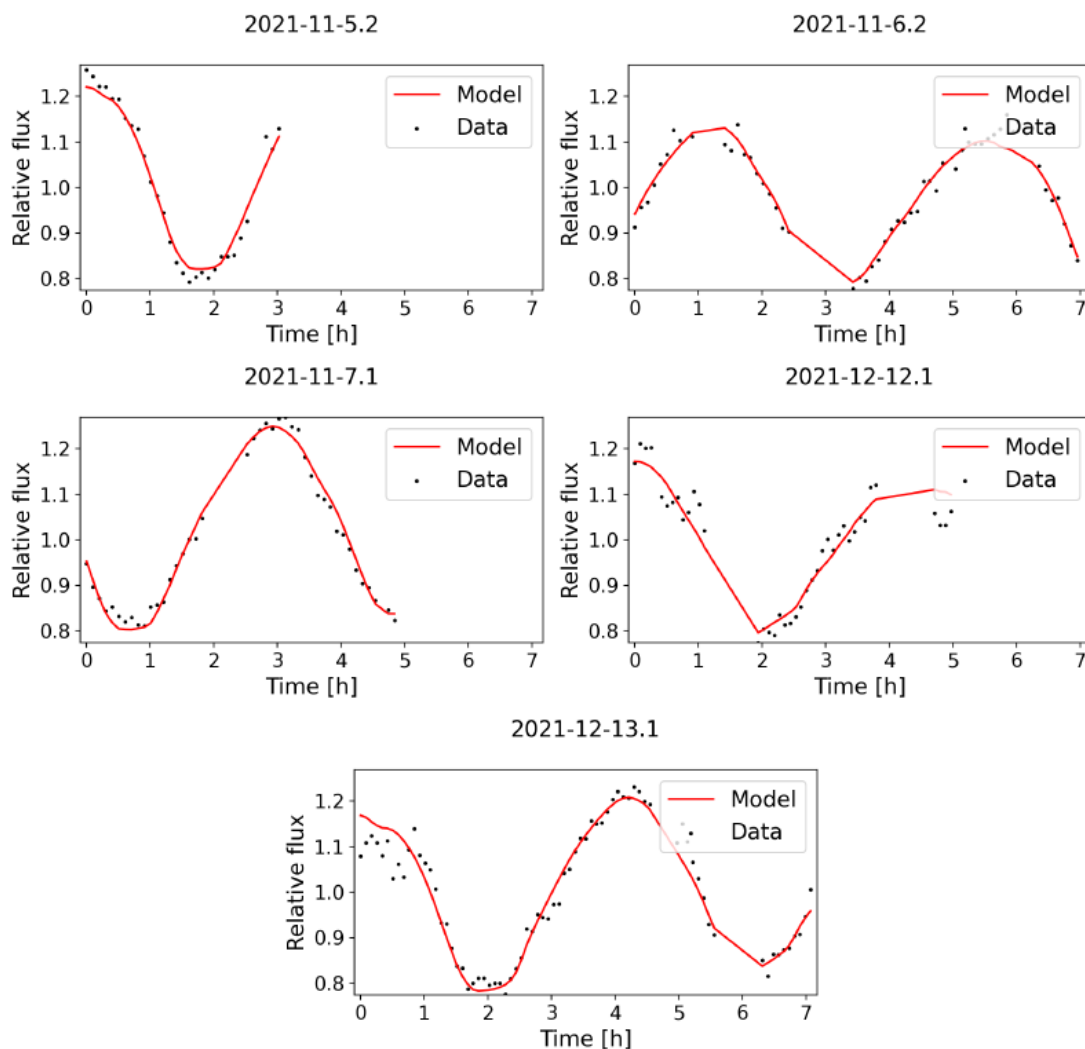 2021-11-5.2
2021-11-6.2
1.2
1.1
1.0
0.9
0.8
Relative flux
Model
Data
0 1 2 3 4 5 6 7
Time [h]
1.2
1.1
1.0
0.9
0.8
Relative flux
Model
Data
0 1 2 3 4 5 6 7
Time [h]
2021-11-7.1
2021-12-12.1
1.2
1.1
1.0
0.9
0.8
Relative flux
Model
Data
0 1 2 3 4 5 6 7
Time [h]
1.2
1.1
1.0
0.9
0.8
Relative flux
Model
Data
0 1 2 3 4 5 6 7
Time [h]
2021-12-13.1
1.2
1.1
1.0
0.9
0.8
Relative flux
Model
Data
0 1 2 3 4 5 6 7
Time [h]